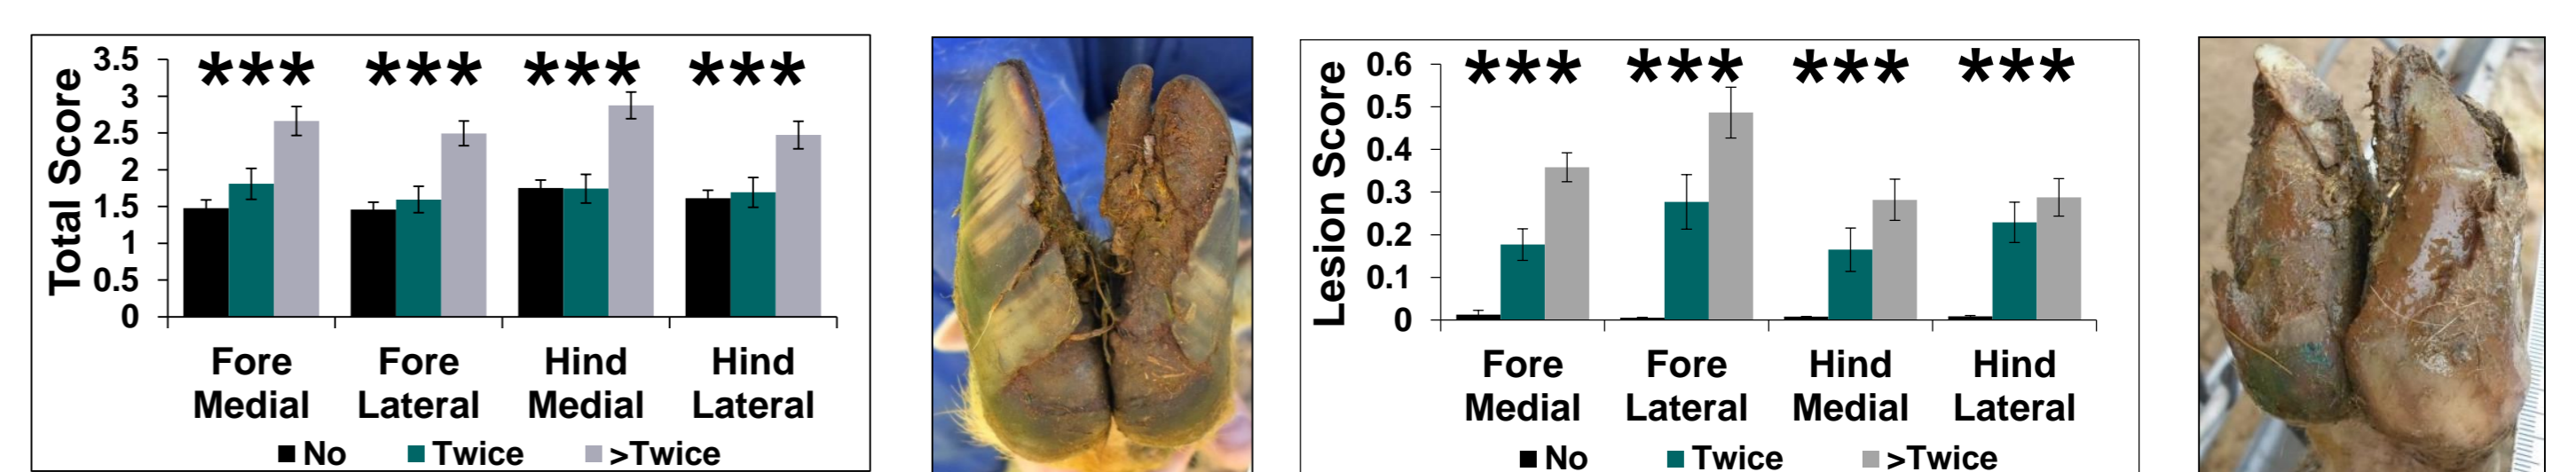 Total Score
3.5
3
2.5
2
1.5
1
0.5
0
*** *** *** ***
Fore Medial
Fore Lateral
Hind Medial
Hind Lateral
No Twice >Twice
Lesion Score
0.6
0.5
0.4
0.3
0.2
0.1
0
*** *** *** ***
Fore Medial
Fore Lateral
Hind Medial
Hind Lateral
No Twice >Twice